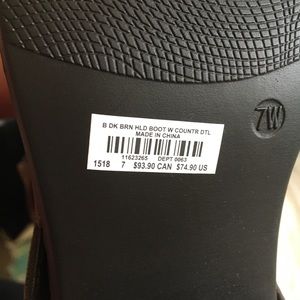 B DK BRN HLD BOOT W COUNTR DTL
MADE IN CHINA
11623265 DEPT 0063
1518 7 $93.90 CAN $74.90 US
7W